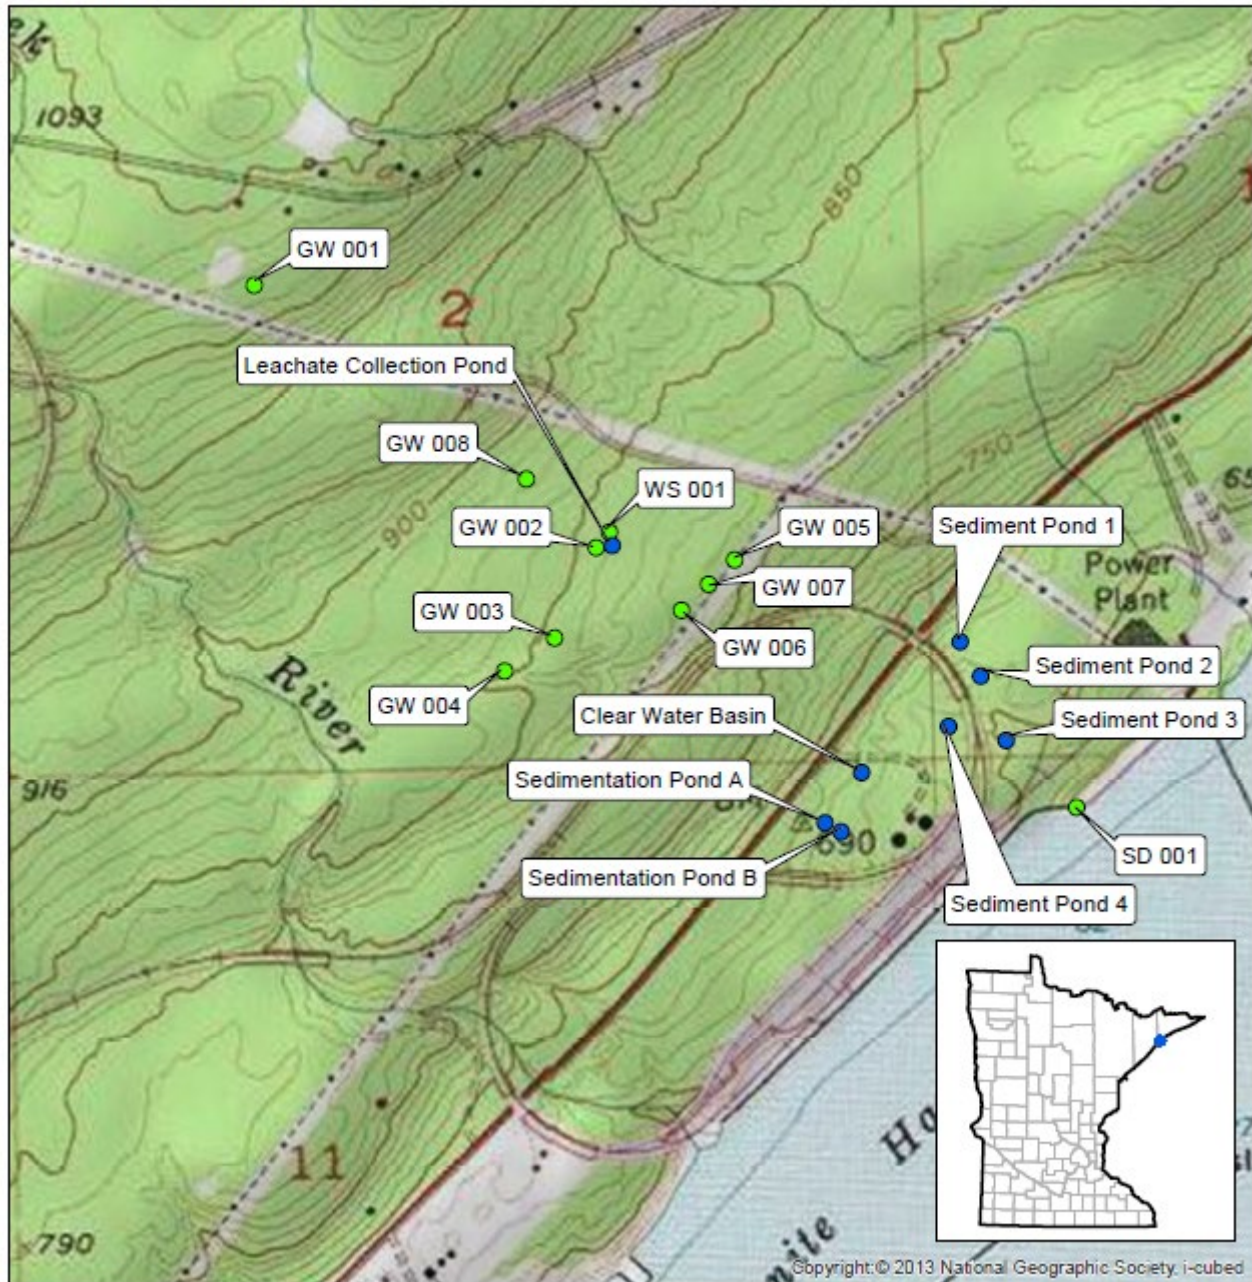 ek
1093
850
GW 001
2
Leachate Collection Pond
GW 008
750
WS 001
900
GW 002
GW 005
Sediment Pond 1
Power
Plant
GW 007
GW 003
GW 006
Sediment Pond 2
River
GW 004
Clear Water Basin
Sediment Pond 3
916
Sedimentation Pond A
690
SD 001
Sedimentation Pond B
Sediment Pond 4
11
790
Copyright:© 2013 National Geographic Society, i-cubed